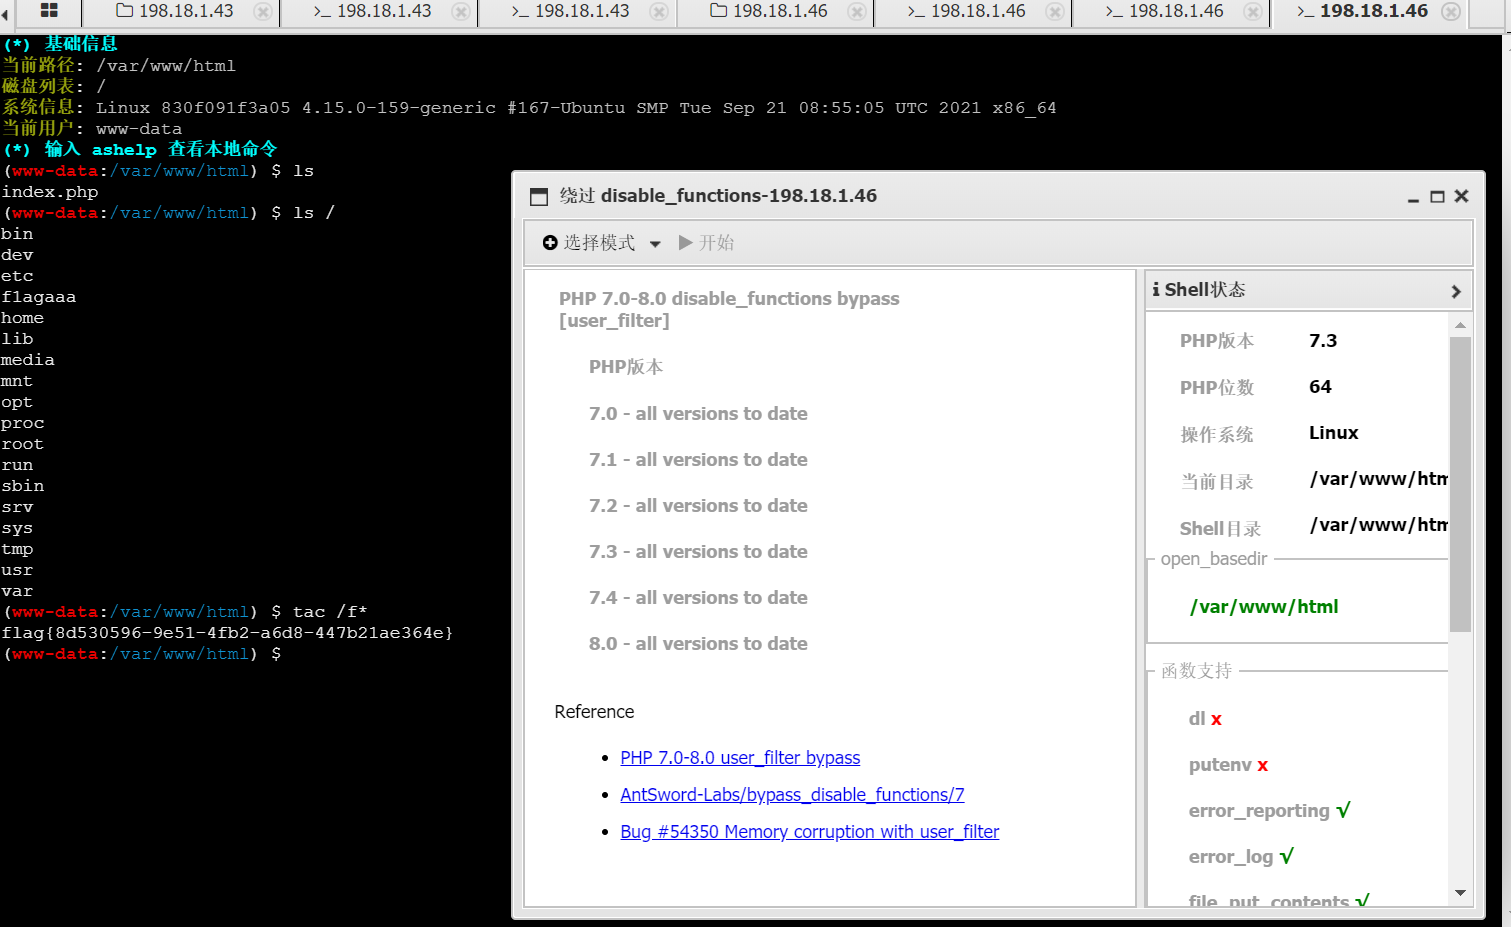 198.18.1.43
>_ 198.18.1.43
>_ 198.18.1.43
198.18.1.46
>_ 198.18.1.46
>_ 198.18.1.46
>_ 198.18.1.46
(*) 基础信息
当前路径: /var/www/html
磁盘列表: /
系统信息: Linux 830f091f3a05 4.15.0-159-generic #167-Ubuntu SMP Tue Sep 21 08:55:05 UTC 2021 x86_64
当前用户: www-data
(*) 输入 ashelp 查看本地命令
(www-data:/var/www/html) $ ls
index.php
(www-data:/var/www/html) $ ls /
bin
dev
etc
f1agaaa
home
lib
media
mnt
opt
proc
root
run
sbin
srv
sys
tmp
usr
var
(www-data:/var/www/html) $ tac /f*
flag{8d530596-9e51-4fb2-a6d8-447b21ae364e}
(www-data:/var/www/html) $
绕过 disable_functions-198.18.1.46
选择模式
开始
PHP 7.0-8.0 disable_functions bypass
[user_filter]
PHP版本
7.0 - all versions to date
7.1 - all versions to date
7.2 - all versions to date
7.3 - all versions to date
7.4 - all versions to date
8.0 - all versions to date
Reference
• PHP 7.0-8.0 user_filter bypass
• AntSword-Labs/bypass_disable_functions/7
• Bug #54350 Memory corruption with user_filter
Shell状态
PHP版本 7.3
PHP位数 64
操作系统 Linux
当前目录 /var/www/htm
Shell目录 /var/www/htm
open_basedir
/var/www/html
函数支持
dl x
putenv x
error_reporting √
error_log √
file_put_contents √